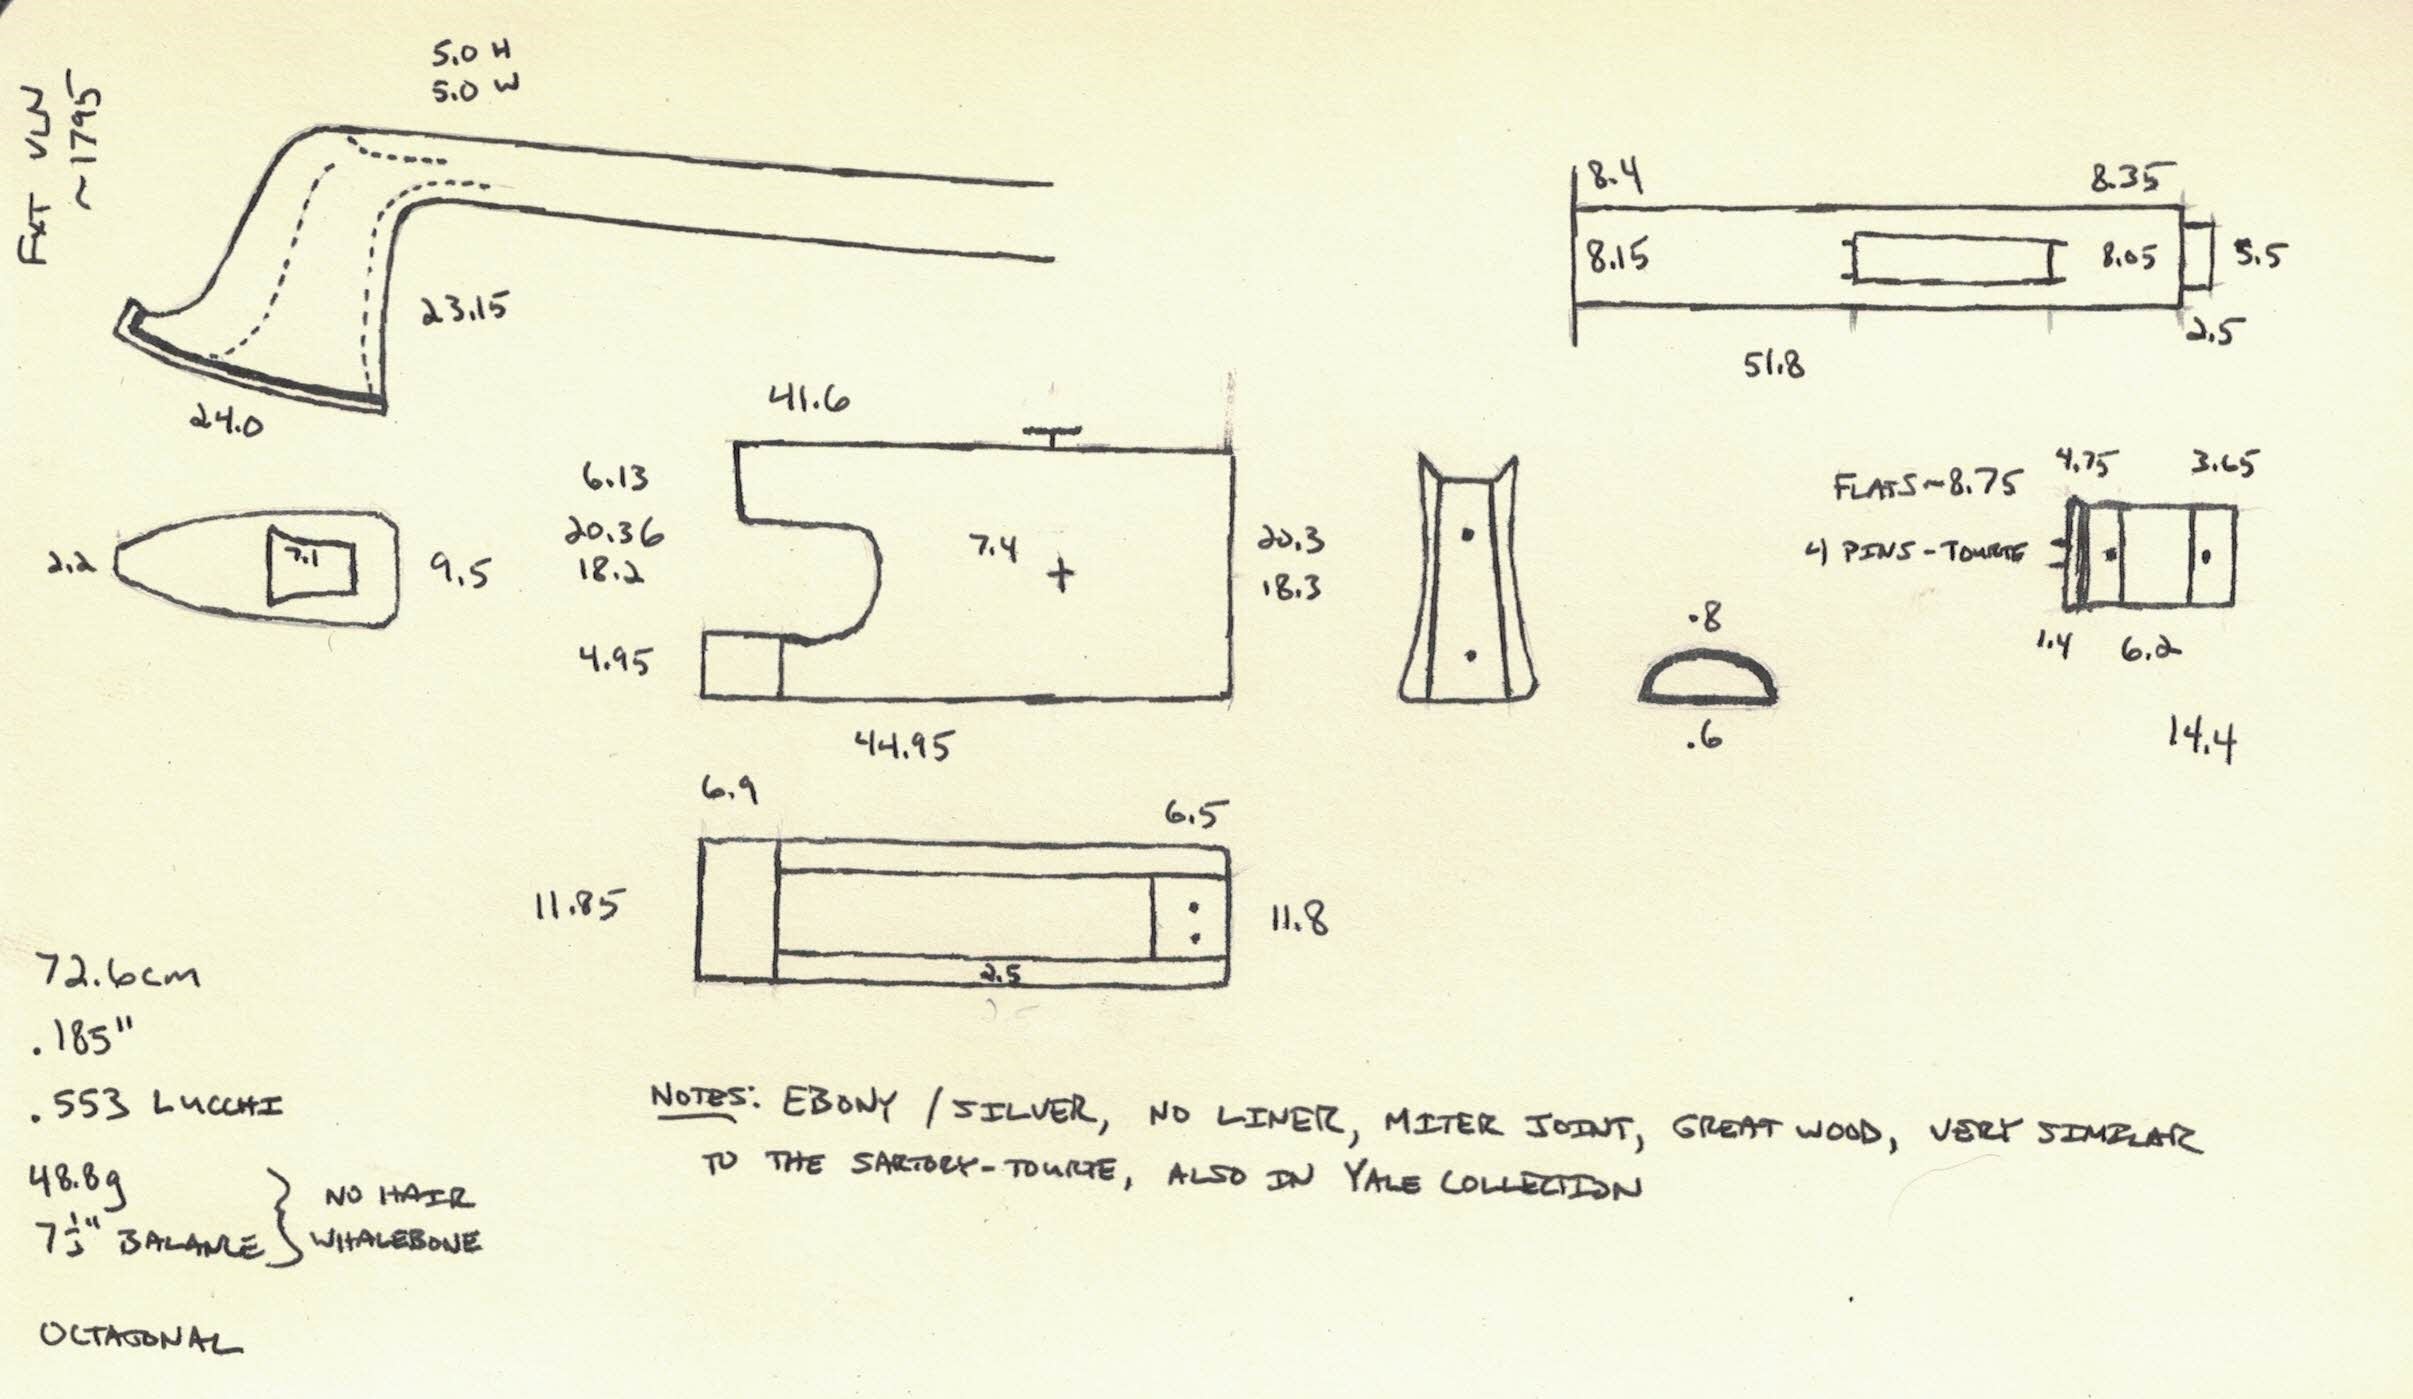 FXT VLN
~1795
5.0 H
5.0 W
23.15
24.0
8.4
8.35
8.15
8.05
5.5
2.5
51.8
41.6
6.13
20.36
18.2
4.95
7.4
20.3
18.3
44.95
2.2
7.1
9.5
FLATS ~8.75
4) PINS - TOURTE
4.75
3.65
1.4
6.2
14.4
.8
.6
6.9
6.5
11.85
11.8
2.5
72.6cm
.185"
.553 LUCCHI
48.8g
BALANCE
NO HAIR
WHALEBONE
OCTAGONAL
NOTES: EBONY / SILVER, NO LINER, MITER JOINT, GREAT WOOD, VERY SIMILAR
TO THE SARTORY-TOURTE, ALSO IN YALE COLLECTION